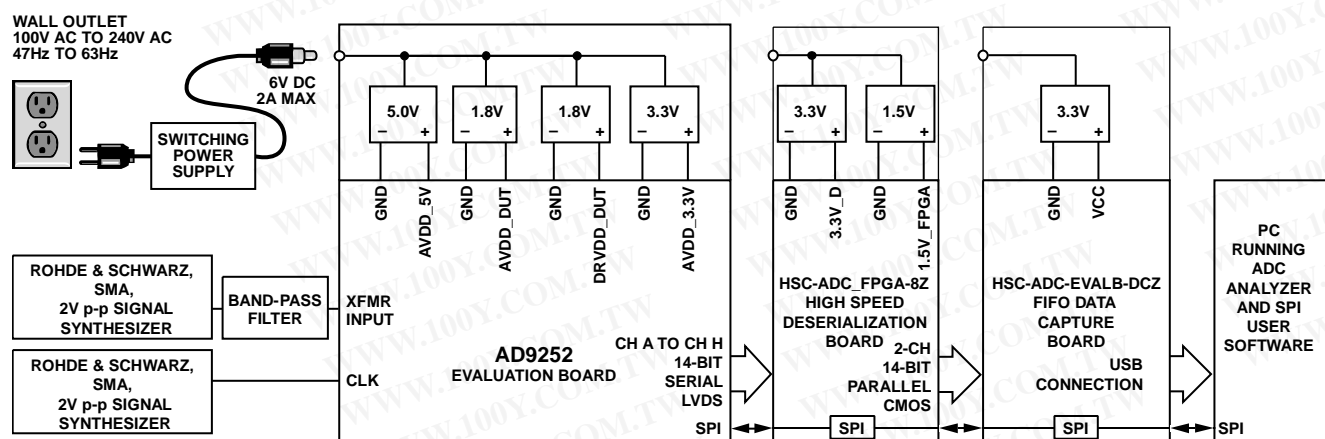 WALL OUTLET
100V AC TO 240V AC
47Hz TO 63Hz
6V DC
2A MAX
SWITCHING
POWER
SUPPLY
5.0V
– +
1.8V
– +
1.8V
– +
3.3V
– +
3.3V
– +
1.5V
– +
3.3V
– +
GND
AVDD_5V
GND
AVDD_DUT
GND
DRVDD_DUT
GND
AVDD_3.3V
GND
3.3V_D
GND
1.5V_FPGA
GND
VCC
ROHDE & SCHWARZ,
SMA,
2V p-p SIGNAL
SYNTHESIZER
BAND-PASS
FILTER
XFMR
INPUT
ROHDE & SCHWARZ,
SMA,
2V p-p SIGNAL
SYNTHESIZER
CLK
AD9252
EVALUATION BOARD
CH A TO CH H
14-BIT
SERIAL
LVDS
SPI
HSC-ADC_FPGA-8Z
HIGH SPEED
DESERIALIZATION
BOARD
2-CH
14-BIT
PARALLEL
CMOS
SPI
HSC-ADC-EVALB-DCZ
FIFO DATA
CAPTURE
BOARD
USB
CONNECTION
SPI
PC
RUNNING
ADC
ANALYZER
AND SPI
USER
SOFTWARE
SPI
WWW.100Y.COM.TW